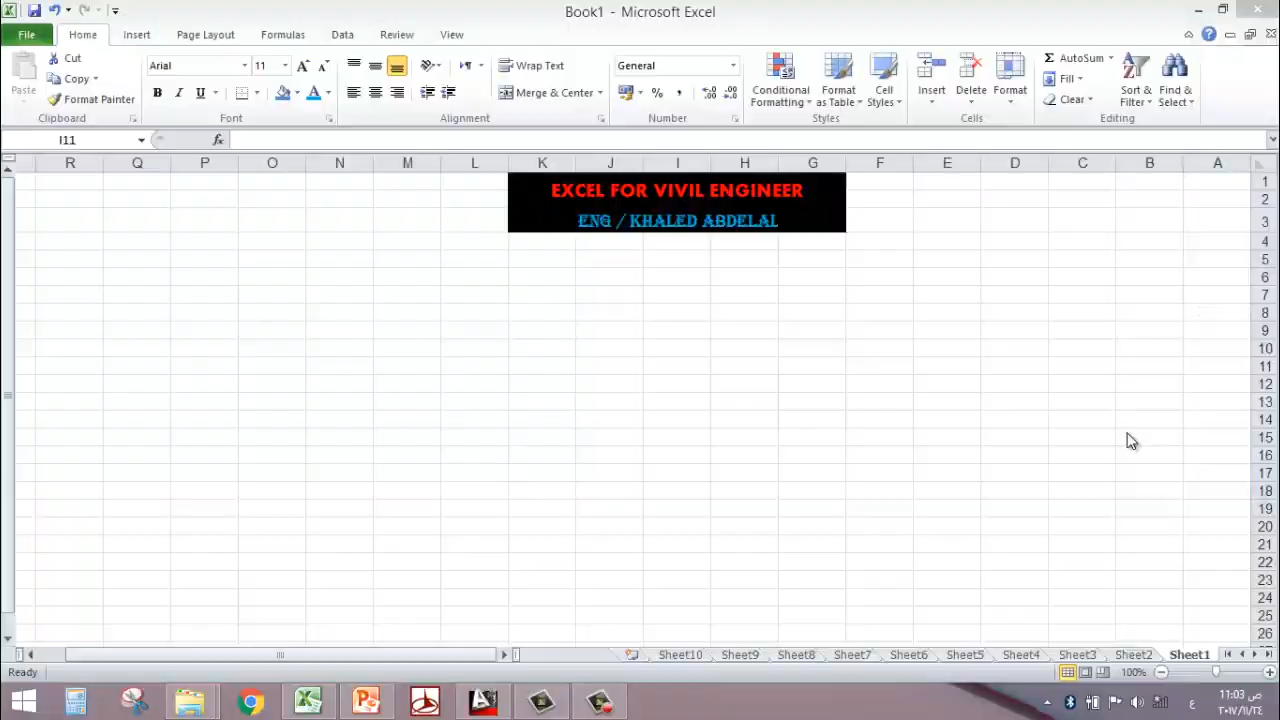 Book1 - Microsoft Excel
File Home Insert Page Layout Formulas Data Review View
Cut
Copy
Format Painter
Paste
Clipboard
Arial 11
B I U
Font
Wrap Text
Merge & Center
Alignment
General
Number
Conditional Formatting
Format as Table
Cell Styles
Styles
Insert Delete Format
Cells
AutoSum
Fill
Clear
Sort & Filter
Find & Select
Editing
I11 fx
R Q P O N M L K J I H G F E D C B A
EXCEL FOR VIVIL ENGINEER
ENG / KHALED ABDELAL
1
2
3
4
5
6
7
8
9
10
11
12
13
14
15
16
17
18
19
20
21
22
23
24
25
26
Sheet10 Sheet9 Sheet8 Sheet7 Sheet6 Sheet5 Sheet4 Sheet3 Sheet2 Sheet1
Ready 100%
ع
11:03 ص